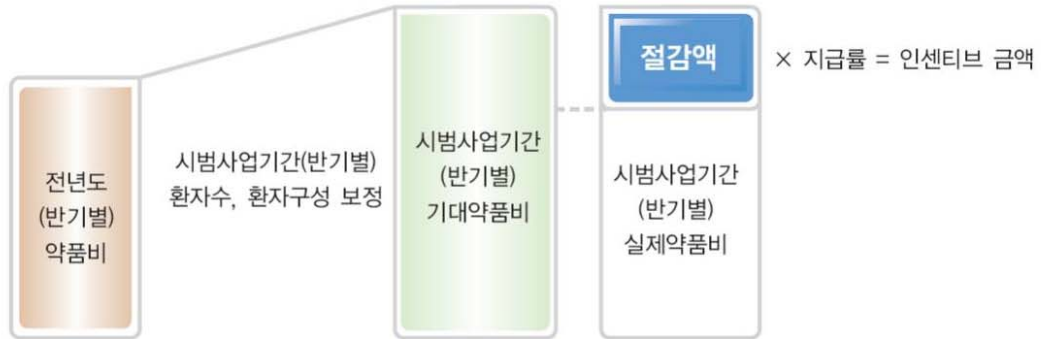 전년도
(반기별)
약품비
시범사업기간(반기별)
환자수, 환자구성 보정
시범사업기간
(반기별)
기대약품비
절감액
시범사업기간
(반기별)
실제약품비
× 지급률 = 인센티브 금액